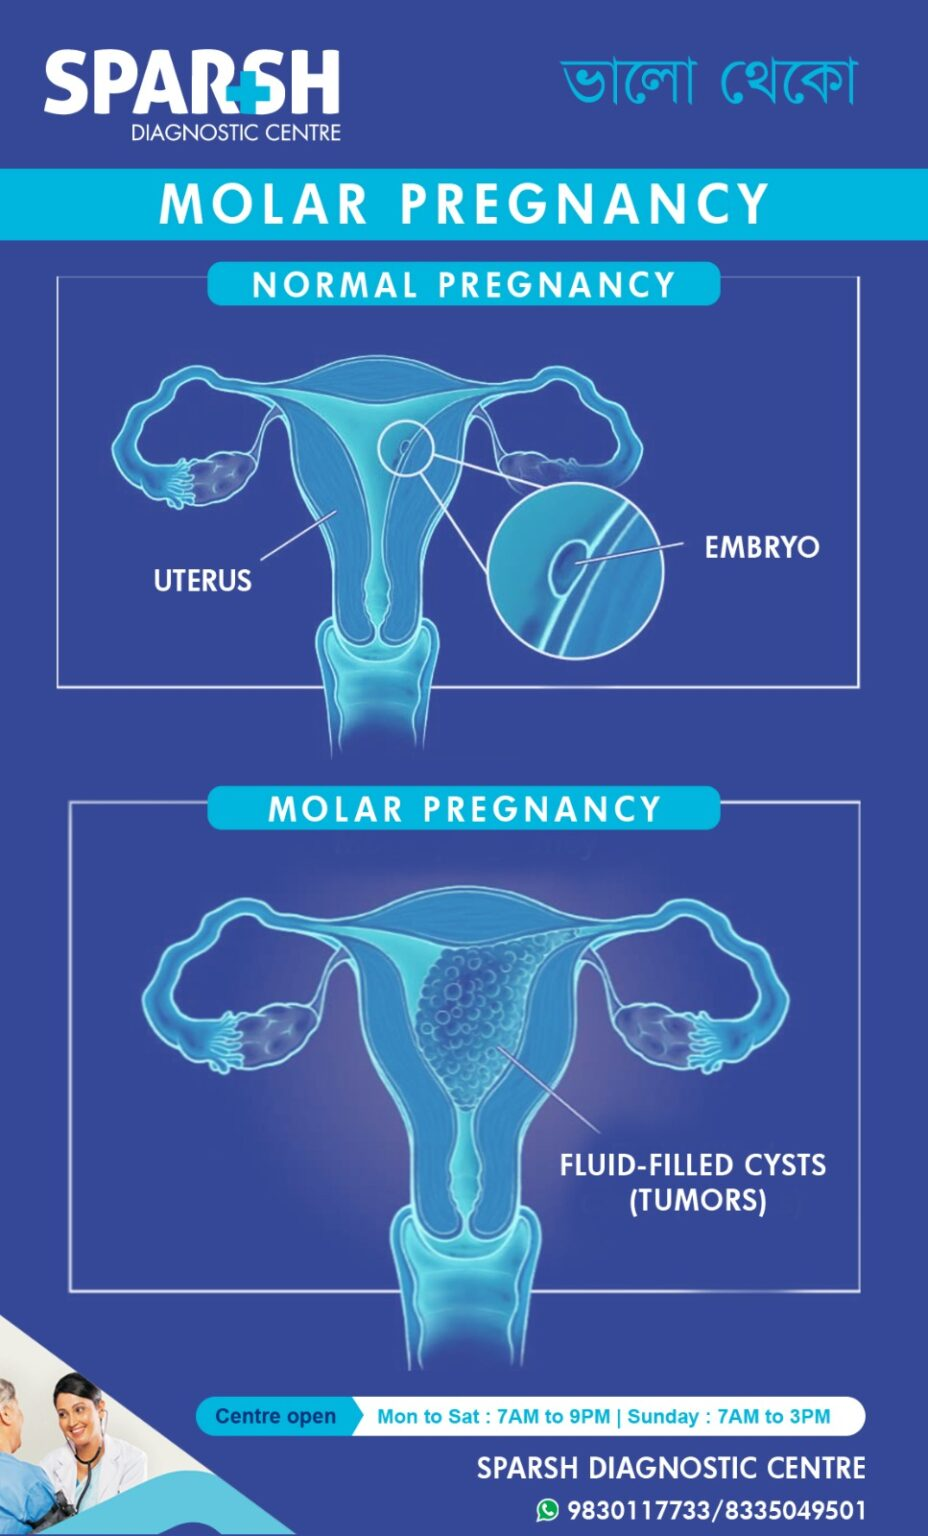 SPARSH
DIAGNOSTIC CENTRE
ভালো থেকো
MOLAR PREGNANCY
NORMAL PREGNANCY
UTERUS
EMBRYO
MOLAR PREGNANCY
FLUID-FILLED CYSTS
(TUMORS)
Centre open
Mon to Sat : 7AM to 9PM | Sunday : 7AM to 3PM
SPARSH DIAGNOSTIC CENTRE
9830117733/8335049501